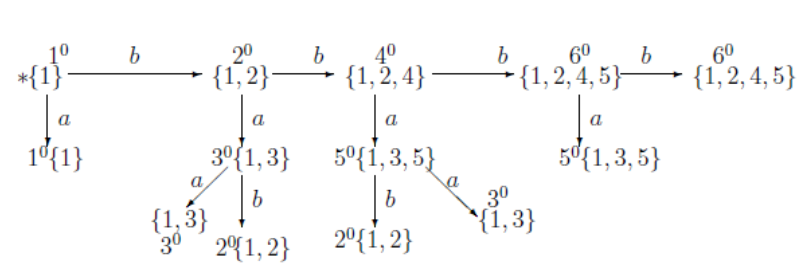 1⁰ 2⁰ 4⁰ 6⁰ 6⁰
*{1} b {1, 2} b {1, 2, 4} b {1, 2, 4, 5} b {1, 2, 4, 5}
a a a a
1⁰{1} 3⁰{1, 3} 5⁰{1, 3, 5} 5⁰{1, 3, 5}
a b b a 3⁰
{1, 3} {1, 3}
3⁰ 2⁰{1, 2} 2⁰{1, 2}